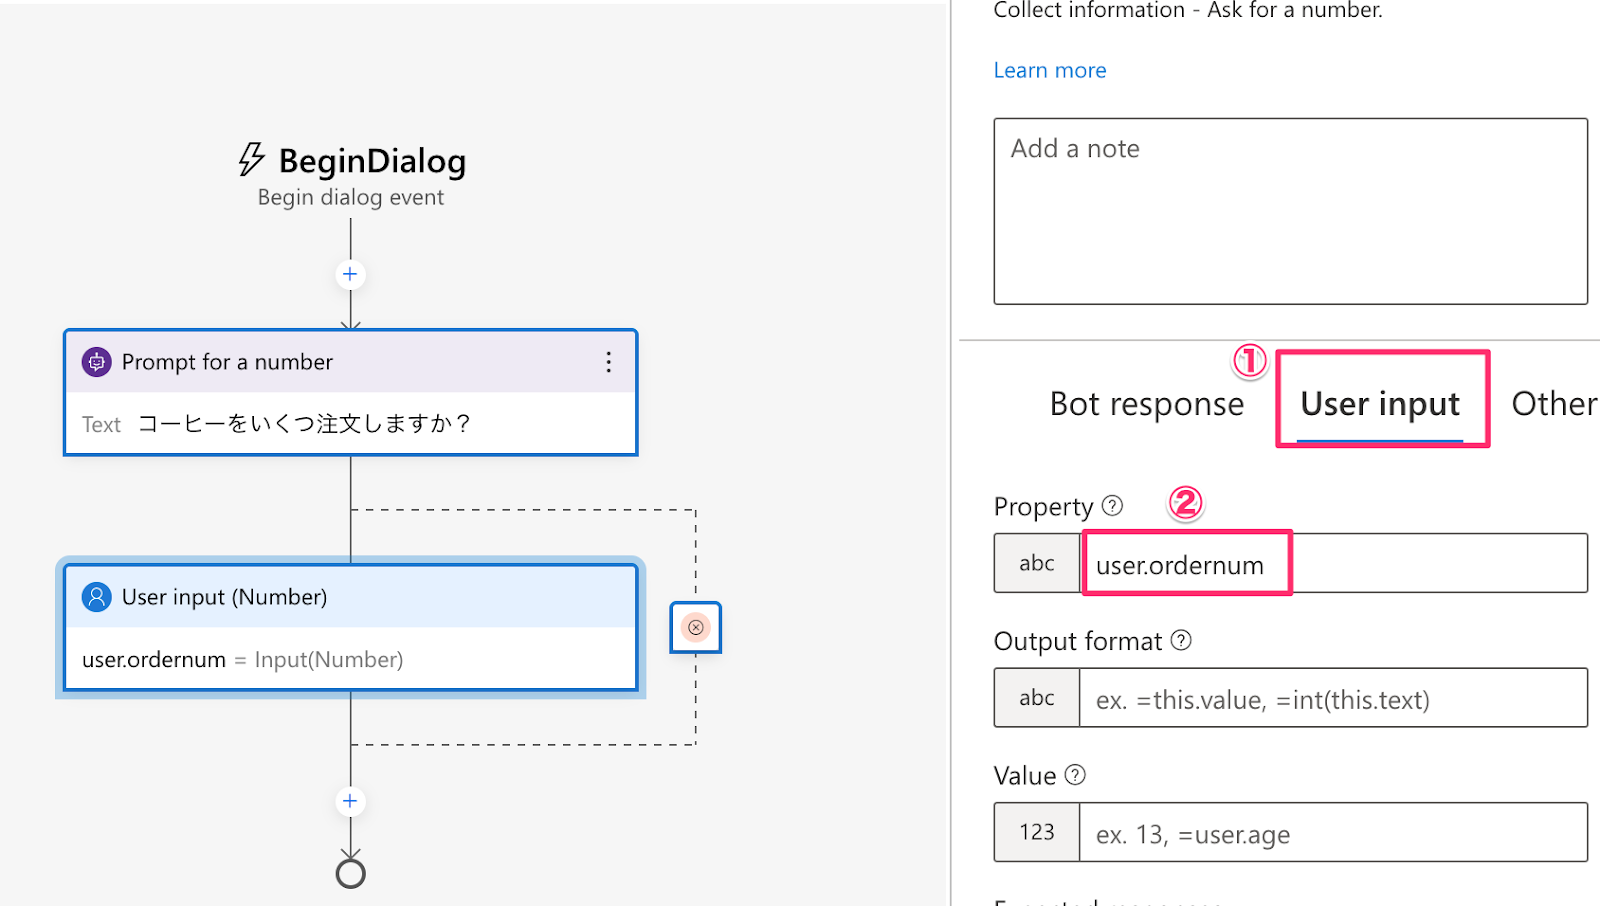 BeginDialog
Begin dialog event
Prompt for a number
Text コーヒーをいくつ注文しますか？
User input (Number)
user.ordernum = Input(Number)
Collect information - Ask for a number.
Learn more
Add a note
①
Bot response User input Other
Property ②
abc user.ordernum
Output format
abc ex. =this.value, =int(this.text)
Value
123 ex. 13, =user.age